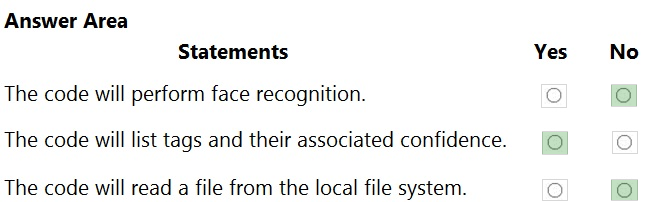 Answer Area
Statements Yes No
The code will perform face recognition.
The code will list tags and their associated confidence.
The code will read a file from the local file system.